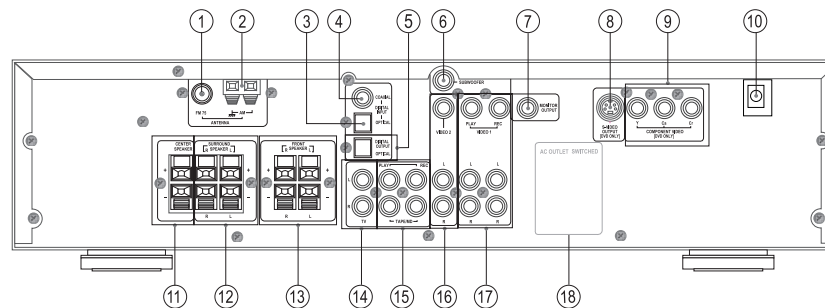 1
2
3
4
5
6
7
8
9
10
FM 75
AM
ANTENNA
COAXIAL
DIGITAL INPUT
OPTICAL
DIGITAL OUTPUT
OPTICAL
SUBWOOFER
VIDEO 2
PLAY
REC
VIDEO 1
MONITOR OUTPUT
S-VIDEO OUTPUT
(DVD ONLY)
Y
CB
Cr
COMPONENT VIDEO
(DVD ONLY)
AC OUTLET SWITCHED
CENTER SPEAKER
SURROUND SPEAKER
FRONT SPEAKER
+
+
+
−
−
−
R
L
R
L
PLAY
REC
L
R
TV
TAPE/MD
L
L
L
R
R
R
11
12
13
14
15
16
17
18